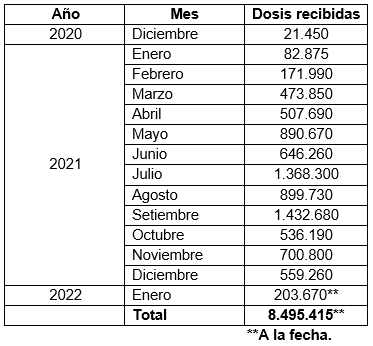 Año Mes Dosis recibidas
2020 Diciembre 21.450
Enero 82.875
Febrero 171.990
Marzo 473.850
Abril 507.690
Mayo 890.670
2021 Junio 646.260
Julio 1.368.300
Agosto 899.730
Setiembre 1.432.680
Octubre 536.190
Noviembre 700.800
Diciembre 559.260
2022 Enero 203.670**
Total 8.495.415**
**A la fecha.